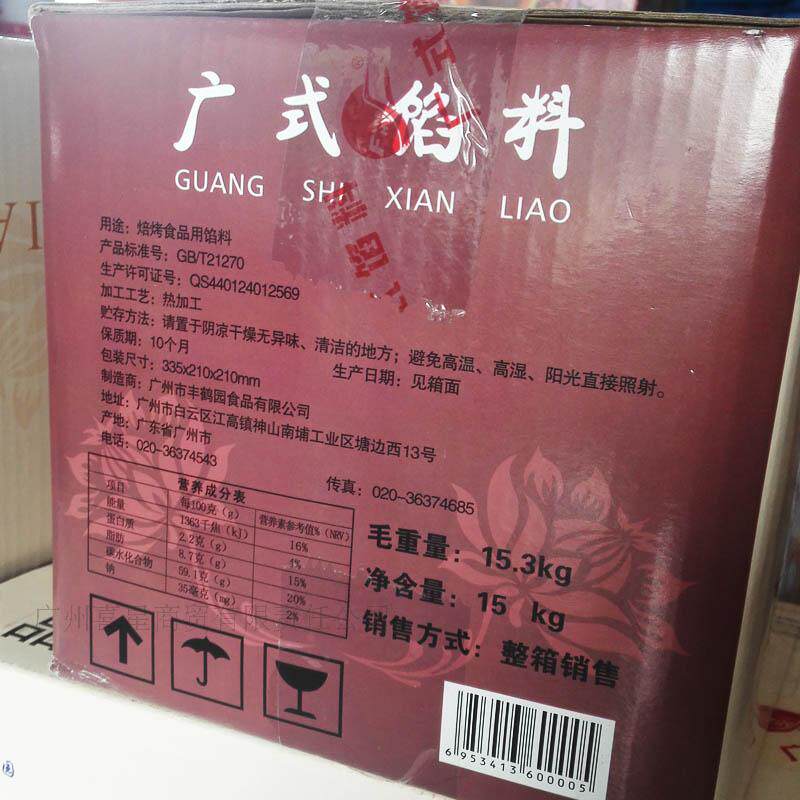 广式馅料
GUANG SHI XIAN LIAO
用途：焙烤食品用馅料
产品标准号：GB/T21270
生产许可证号：QS440124012569
加工工艺：热加工
贮存方法：请置于阴凉干燥无异味、清洁的地方；避免高温、高湿、阳光直接照射。
保质期：10个月
生产日期：见箱面
包装尺寸：335x210x210mm
制造商：广州市丰鹤园食品有限公司
地址：广州市白云区江高镇神山南埔工业区塘边西13号
产地：广东省广州市
电话：020-36374543
传真：020-36374685
营养成分表
项目 每100克（g） 营养素参考值%（NRV）
能量 1363千焦（kJ） 16%
蛋白质 2.2克（g） 4%
脂肪 8.7克（g） 15%
碳水化合物 59.1克（g） 20%
钠 35毫克（mg） 2%
毛重量：15.3kg
净含量：15 kg
销售方式：整箱销售
6953413600005